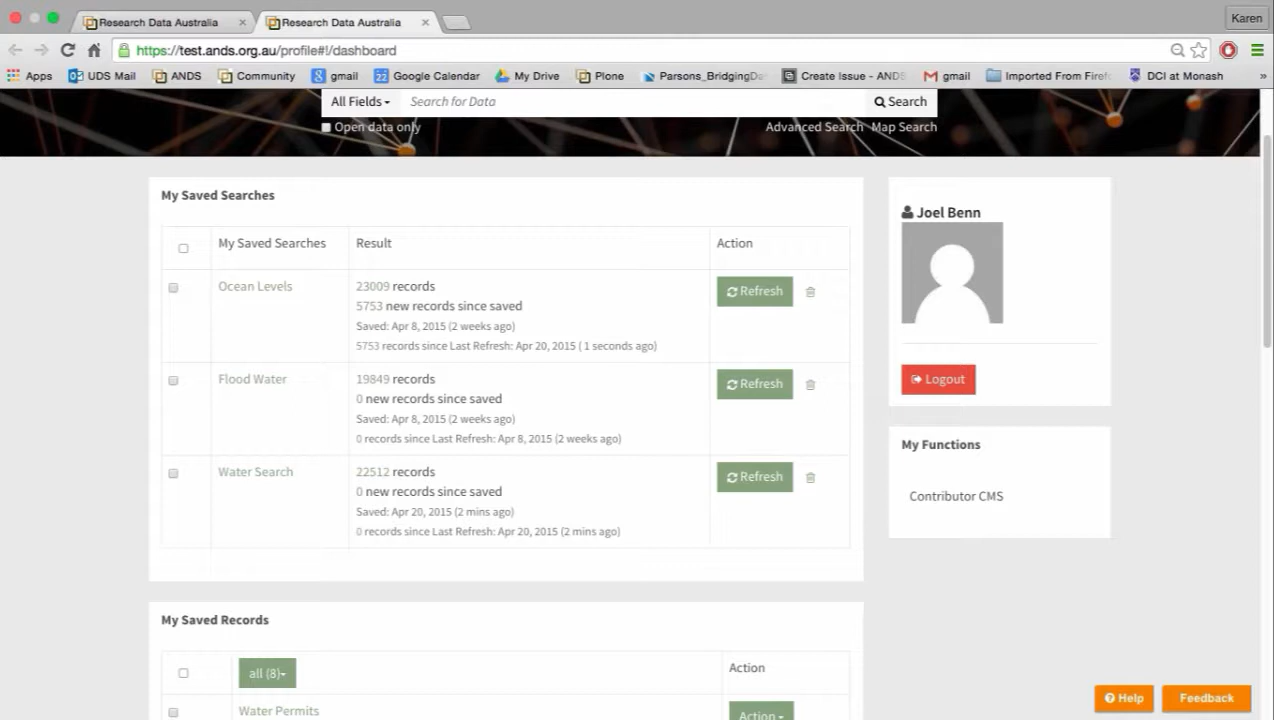 Research Data Australia
Research Data Australia
Karen
https://test.ands.org.au/profile#!/dashboard
Apps UDS Mail ANDS Community gmail Google Calendar My Drive Plone Parsons_BridgingDa Create Issue - ANDS gmail Imported From Firef DCI at Monash »
All Fields Search for Data Search
Open data only Advanced Search Map Search
My Saved Searches
My Saved Searches Result Action
Ocean Levels 23009 records Refresh
5753 new records since saved
Saved: Apr 8, 2015 (2 weeks ago)
5753 records since Last Refresh: Apr 20, 2015 ( 1 seconds ago)
Flood Water 19849 records Refresh
0 new records since saved
Saved: Apr 8, 2015 (2 weeks ago)
0 records since Last Refresh: Apr 8, 2015 (2 weeks ago)
Water Search 22512 records Refresh
0 new records since saved
Saved: Apr 20, 2015 (2 mins ago)
0 records since Last Refresh: Apr 20, 2015 (2 mins ago)
Joel Benn
Logout
My Functions
Contributor CMS
My Saved Records
all (8) Action
Water Permits Action
Help Feedback